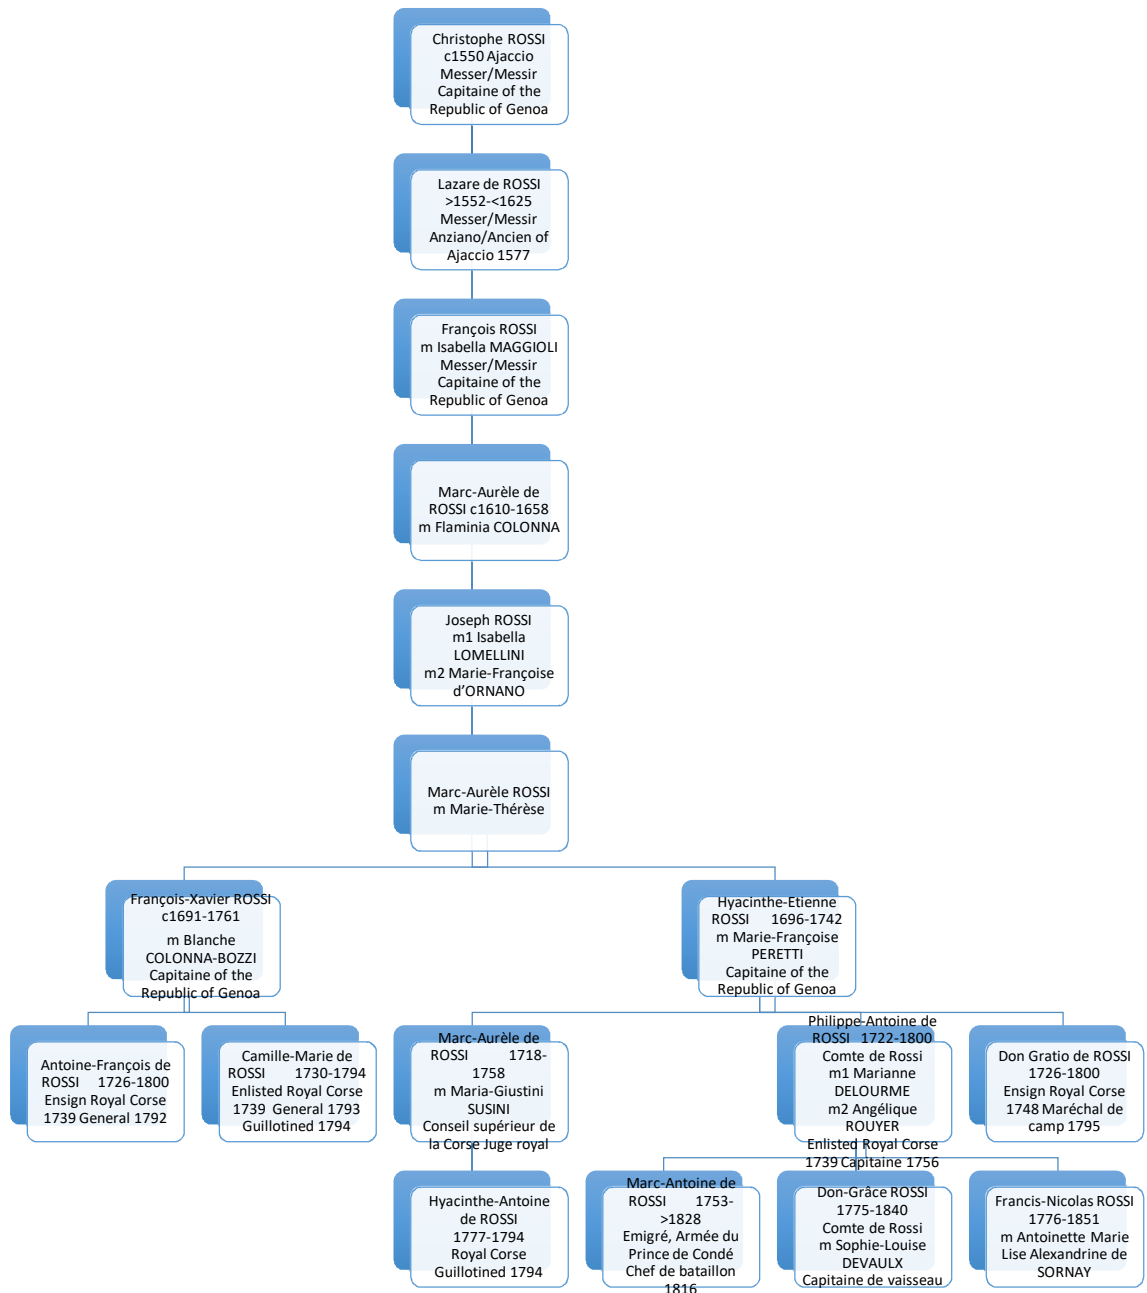 Christophe ROSSI
c1550 Ajaccio
Messer/Messir
Capitaine of the
Republic of Genoa
Lazare de ROSSI
>1552-<1625
Messer/Messir
Anziano/Ancien of
Ajaccio 1577
François ROSSI
m Isabella MAGGIOLI
Messer/Messir
Capitaine of the
Republic of Genoa
Marc-Aurèle de
ROSSI c1610-1658
m Flaminia COLONNA
Joseph ROSSI
m1 Isabella
LOMELLINI
m2 Marie-Françoise
d’ORNANO
Marc-Aurèle ROSSI
m Marie-Thérèse
François-Xavier ROSSI
c1691-1761
m Blanche
COLONNA-BOZZI
Capitaine of the
Republic of Genoa
Hyacinthe-Etienne
ROSSI 1696-1742
m Marie-Françoise
PERETTI
Capitaine of the
Republic of Genoa
Antoine-François de
ROSSI 1726-1800
Ensign Royal Corse
1739 General 1792
Camille-Marie de
ROSSI 1730-1794
Enlisted Royal Corse
1739 General 1793
Guillotined 1794
Marc-Aurèle de
ROSSI 1718-
1758
m Maria-Giustini
SUSINI
Conseil supérieur de
la Corse Juge royal
Philippe-Antoine de
ROSSI 1722-1800
Comte de Rossi
m1 Marianne
DELOURME
m2 Angélique
ROUYER
Enlisted Royal Corse
1739 Capitaine 1756
Don Gratio de ROSSI
1726-1800
Ensign Royal Corse
1748 Maréchal de
camp 1795
Hyacinthe-Antoine
de ROSSI
1777-1794
Royal Corse
Guillotined 1794
Marc-Antoine de
ROSSI 1753-
>1828
Emigré, Armée du
Prince de Condé
Chef de bataillon
1816
Don-Grâce ROSSI
1775-1840
Comte de Rossi
m Sophie-Louise
DEVAULX
Capitaine de vaisseau
Francis-Nicolas ROSSI
1776-1851
m Antoinette Marie
Lise Alexandrine de
SORNAY